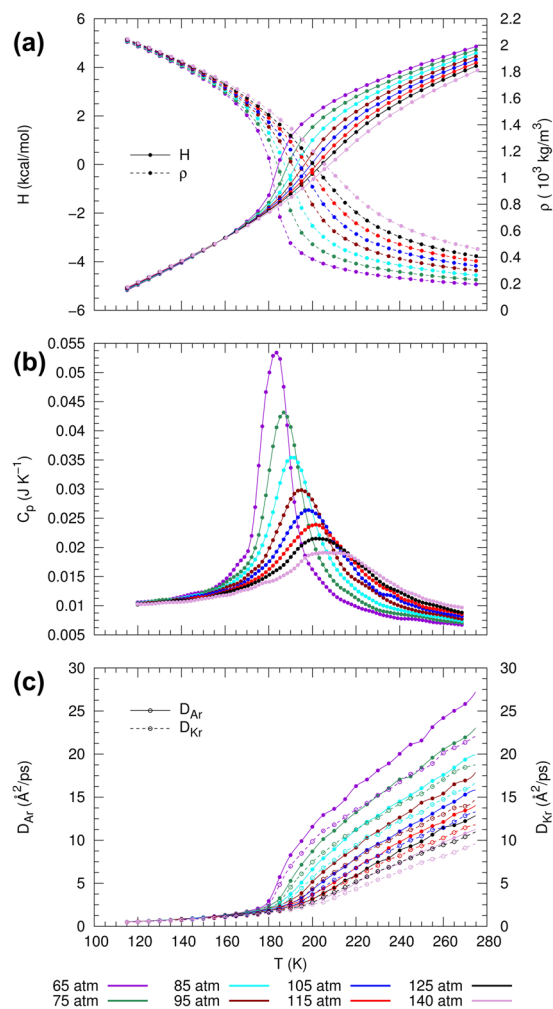 (a)
6
4
2
0
−2
−4
−6
H (kcal/mol)
H
ρ
2.2
2
1.8
1.6
1.4
1.2
1
0.8
0.6
0.4
0.2
0
ρ ( 10³ kg/m³)
(b)
0.055
0.05
0.045
0.04
0.035
0.03
0.025
0.02
0.015
0.01
0.005
Cₚ (J K⁻¹)
(c)
30
25
20
15
10
5
0
D_Ar (Å²/ps)
D_Ar
D_Kr
30
25
20
15
10
5
0
D_Kr (Å²/ps)
100 120 140 160 180 200 220 240 260 280
T (K)
65 atm 85 atm 105 atm 125 atm
75 atm 95 atm 115 atm 140 atm